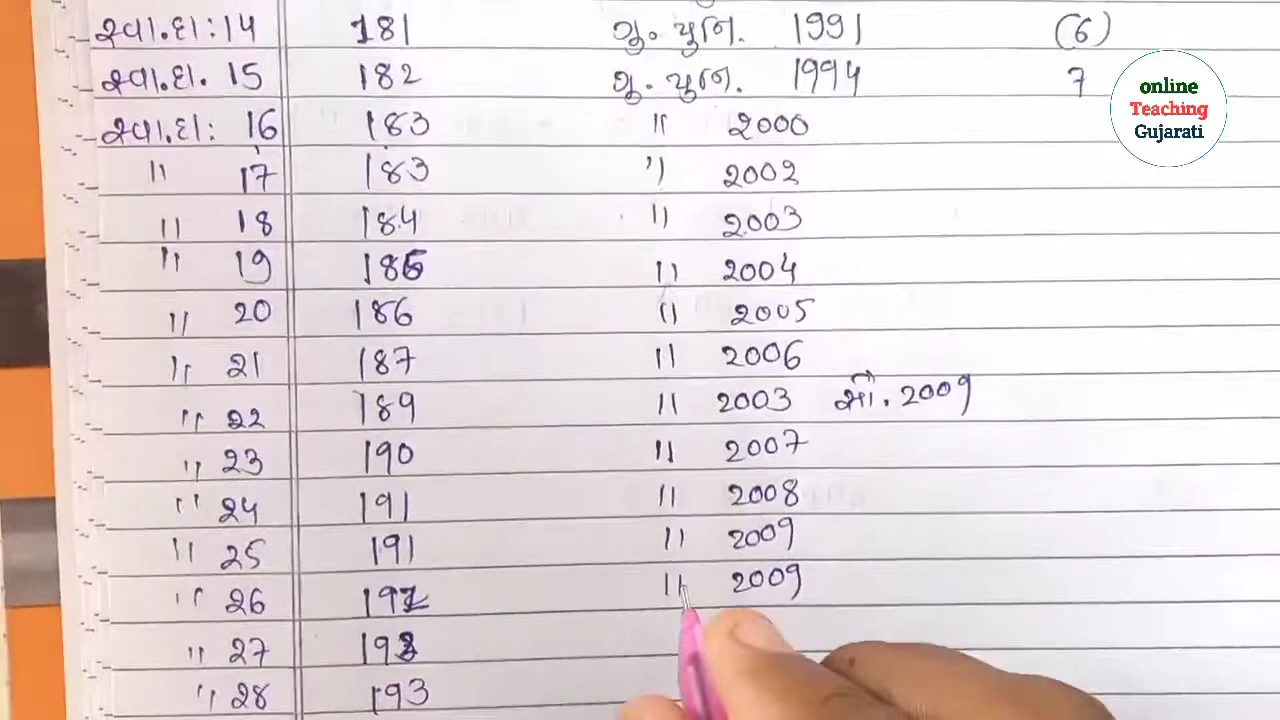 સ્વા.ઘ:14 181 ગુ. યુનિ. 1991 (6)
સ્વા.ઘ. 15 182 ગુ. યુનિ. 1994 7
સ્વા.ઘ: 16 183 " 2000
" 17 183 " 2002
" 18 184 " 2003
" 19 185 " 2004
" 20 186 " 2005
" 21 187 " 2006
" 22 189 " 2003 ઓ. 2009
" 23 190 " 2007
" 24 191 " 2008
" 25 191 " 2009
" 26 192 " 2009
" 27 193
" 28 193
online
Teaching
Gujarati